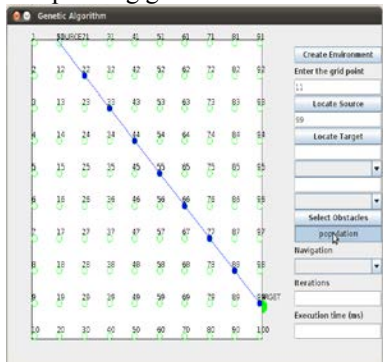 Genetic Algorithm
1 SOURCE21 31 41 51 61 71 81 91
2 12 22 32 42 52 62 72 82 92
3 13 23 33 43 53 63 73 83 93
4 14 24 34 44 54 64 74 84 94
5 15 25 35 45 55 65 75 85 95
6 16 26 36 46 56 66 76 86 96
7 17 27 37 47 57 67 77 87 97
8 18 28 38 48 58 68 78 88 98
9 19 29 39 49 59 69 79 89 TARGET
10 20 30 40 50 60 70 80 90 100
Create Environment
Enter the grid point
11
Locate Source
99
Locate Target
Select Obstacles
population
Navigation
Iterations
Execution time (ms)